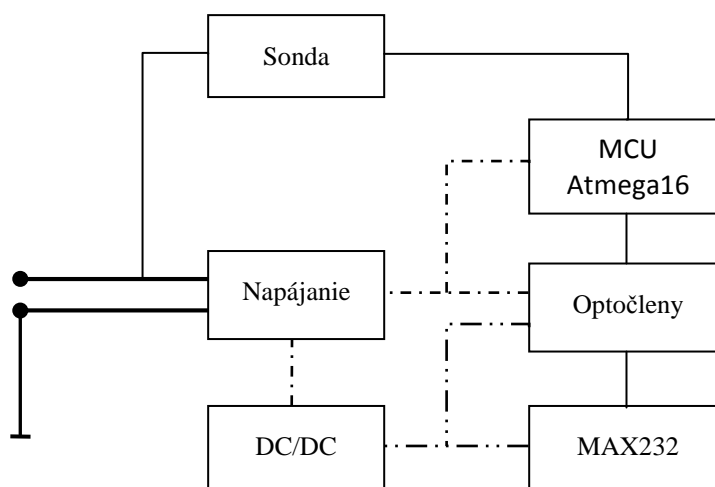 Sonda
MCU
Atmega16
Napájanie
Optočleny
DC/DC
MAX232